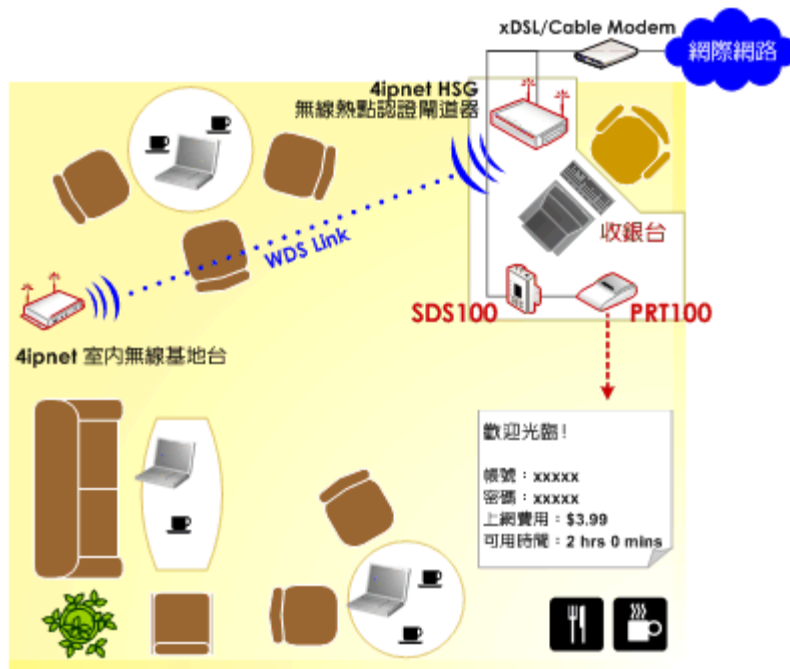 xDSL/Cable Modem
網際網路
4ipnet HSG
無線熱點認證閘道器
收銀台
WDS Link
SDS100
PRT100
4ipnet 室內無線基地台
歡迎光臨!
帳號：xxxxx
密碼：xxxxx
上網費用：$3.99
可用時間：2 hrs 0 mins